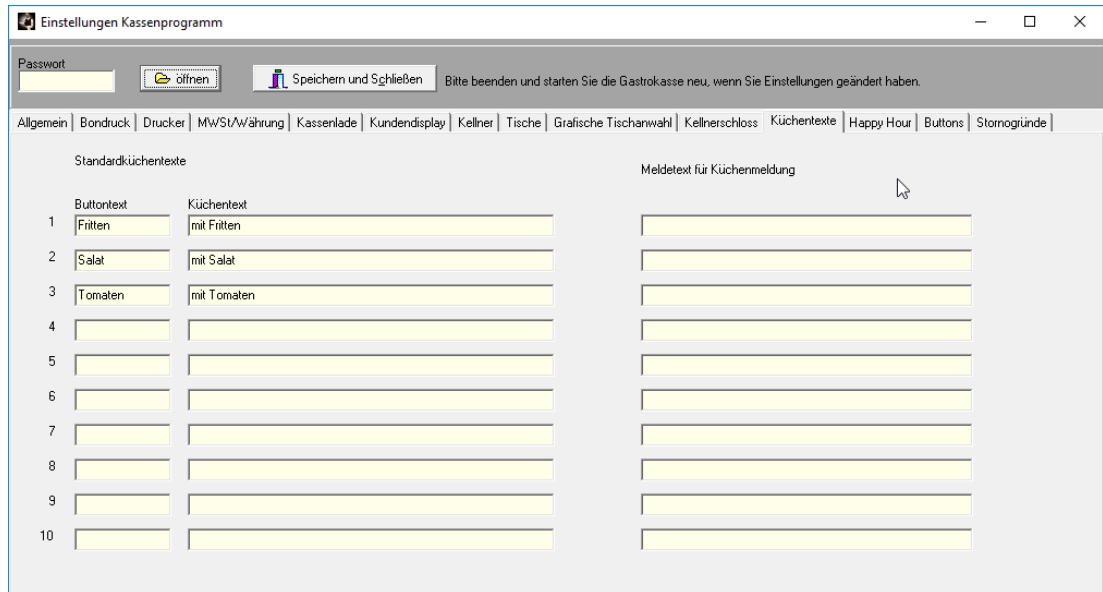 Einstellungen Kassenprogramm
Passwort
öffnen
Speichern und Schließen
Bitte beenden und starten Sie die Gastrokasse neu, wenn Sie Einstellungen geändert haben.
Allgemein Bondruck Drucker MWSt/Währung Kassenlade Kundendisplay Kellner Tische Grafische Tischanwahl Kellnerschloss Küchentexte Happy Hour Buttons Stornogründe
Standardküchentexte
Meldetext für Küchenmeldung
Buttontext Küchentext
1 Fritten mit Fritten
2 Salat mit Salat
3 Tomaten mit Tomaten
4
5
6
7
8
9
10